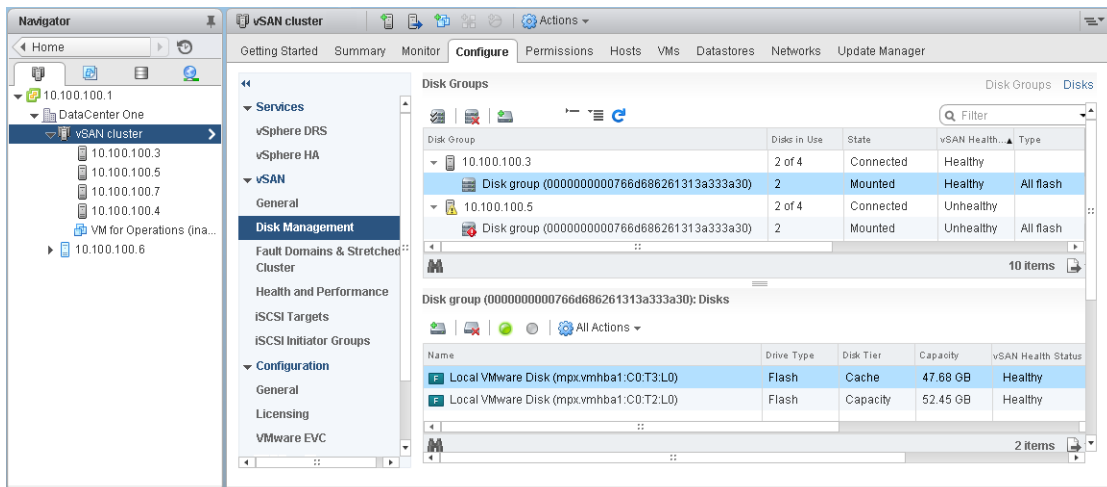 Navigator
Home
10.100.100.1
DataCenter One
vSAN cluster
10.100.100.3
10.100.100.5
10.100.100.7
10.100.100.4
VM for Operations (ina...
10.100.100.6
vSAN cluster
Actions
Getting Started Summary Monitor Configure Permissions Hosts VMs Datastores Networks Update Manager
Services
vSphere DRS
vSphere HA
vSAN
General
Disk Management
Fault Domains & Stretched
Cluster
Health and Performance
iSCSI Targets
iSCSI Initiator Groups
Configuration
General
Licensing
VMware EVC
Disk Groups
Disk Groups Disks
Filter
Disk Group Disks in Use State vSAN Health... Type
10.100.100.3 2 of 4 Connected Healthy
Disk group (0000000000766d686261313a333a30) 2 Mounted Healthy All flash
10.100.100.5 2 of 4 Connected Unhealthy
Disk group (0000000000766d686261313a333a30) 2 Mounted Unhealthy All flash
10 items
Disk group (0000000000766d686261313a333a30): Disks
All Actions
Name Drive Type Disk Tier Capacity vSAN Health Status
F Local VMware Disk (mpx.vmhba1:C0:T3:L0) Flash Cache 47.68 GB Healthy
F Local VMware Disk (mpx.vmhba1:C0:T2:L0) Flash Capacity 52.45 GB Healthy
2 items